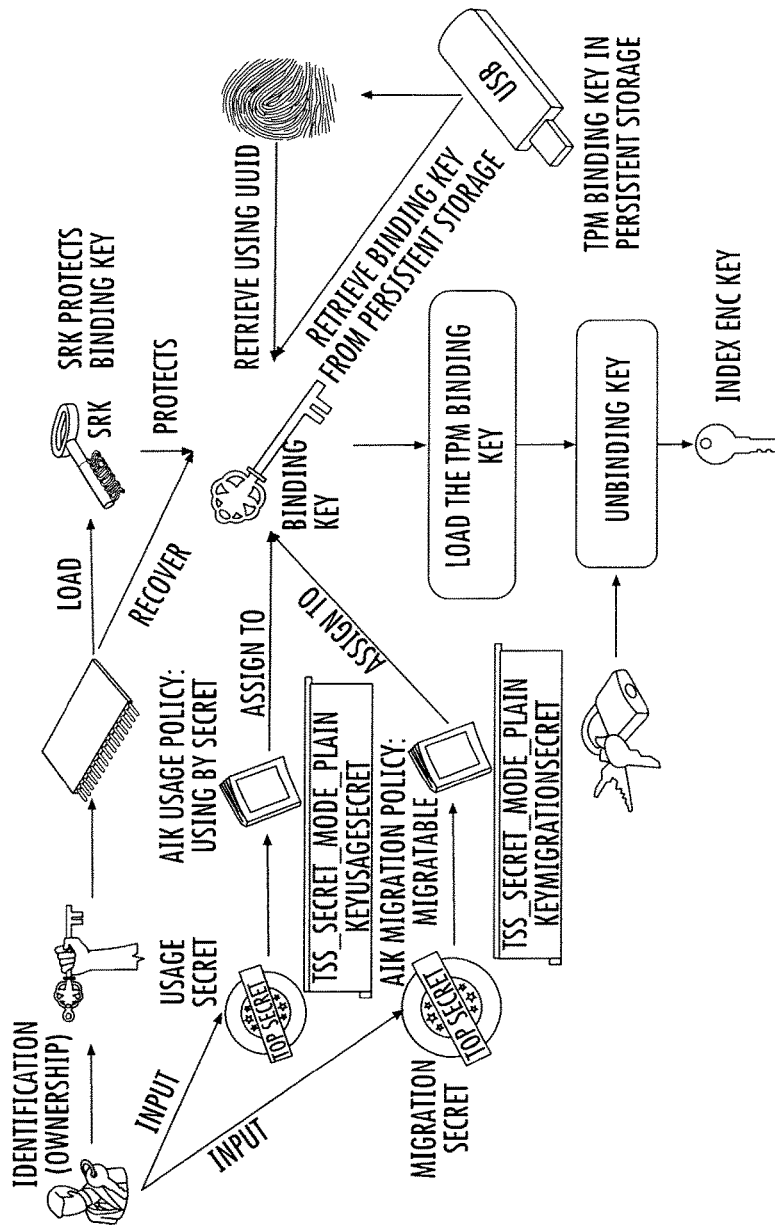 IDENTIFICATION
(OWNERSHIP)
LOAD
SRK PROTECTS
BINDING KEY
SRK
PROTECTS
RECOVER
INPUT
INPUT
USAGE
SECRET
TOP SECRET
AIK USAGE POLICY:
USING BY SECRET
ASSIGN TO
TSS_SECRET_MODE_PLAIN
KEYUSAGESECRET
MIGRATION
SECRET
TOP SECRET
AIK MIGRATION POLICY:
MIGRATABLE
ASSIGN TO
TSS_SECRET_MODE_PLAIN
KEYMIGRATIONSECRET
BINDING
KEY
RETRIEVE USING UUID
RETRIEVE BINDING KEY
FROM PERSISTENT STORAGE
USB
TPM BINDING KEY IN
PERSISTENT STORAGE
LOAD THE TPM BINDING
KEY
UNBINDING KEY
INDEX ENC KEY